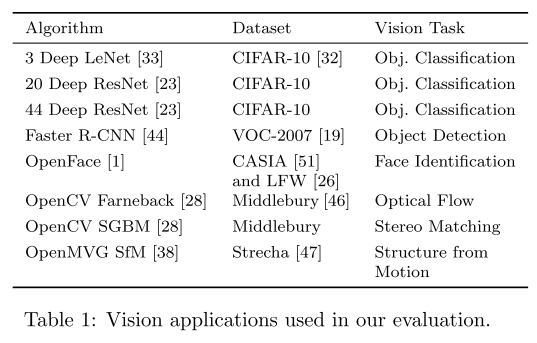 Algorithm Dataset Vision Task
3 Deep LeNet [33] CIFAR-10 [32] Obj. Classification
20 Deep ResNet [23] CIFAR-10 Obj. Classification
44 Deep ResNet [23] CIFAR-10 Obj. Classification
Faster R-CNN [44] VOC-2007 [19] Object Detection
OpenFace [1] CASIA [51] Face Identification
and LFW [26]
OpenCV Farneback [28] Middlebury [46] Optical Flow
OpenCV SGBM [28] Middlebury Stereo Matching
OpenMVG SfM [38] Strecha [47] Structure from
Motion
Table 1: Vision applications used in our evaluation.